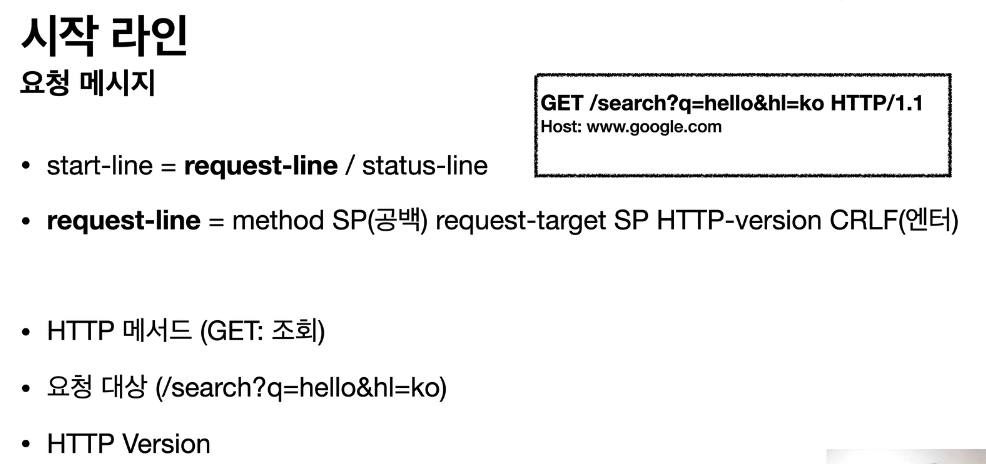 시작 라인
요청 메시지
GET /search?q=hello&hl=ko HTTP/1.1
Host: www.google.com
• start-line = request-line / status-line
• request-line = method SP(공백) request-target SP HTTP-version CRLF(엔터)
• HTTP 메서드 (GET: 조회)
• 요청 대상 (/search?q=hello&hl=ko)
• HTTP Version